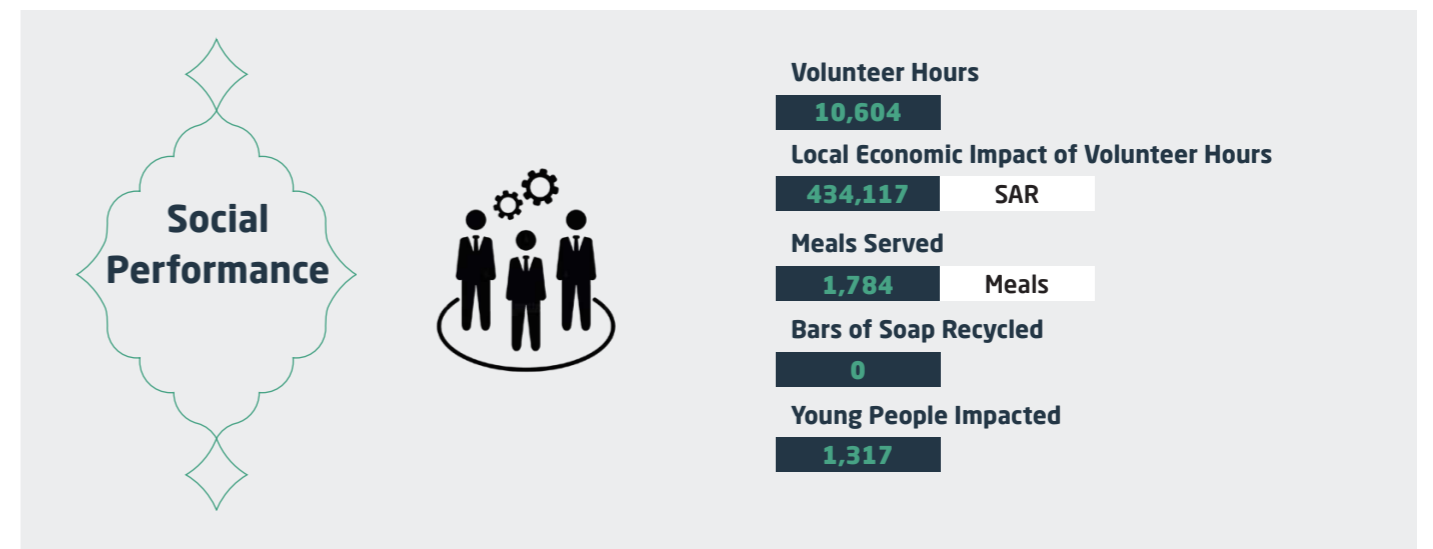 Social
Performance
Volunteer Hours
10,604
Local Economic Impact of Volunteer Hours
434,117 SAR
Meals Served
1,784 Meals
Bars of Soap Recycled
0
Young People Impacted
1,317